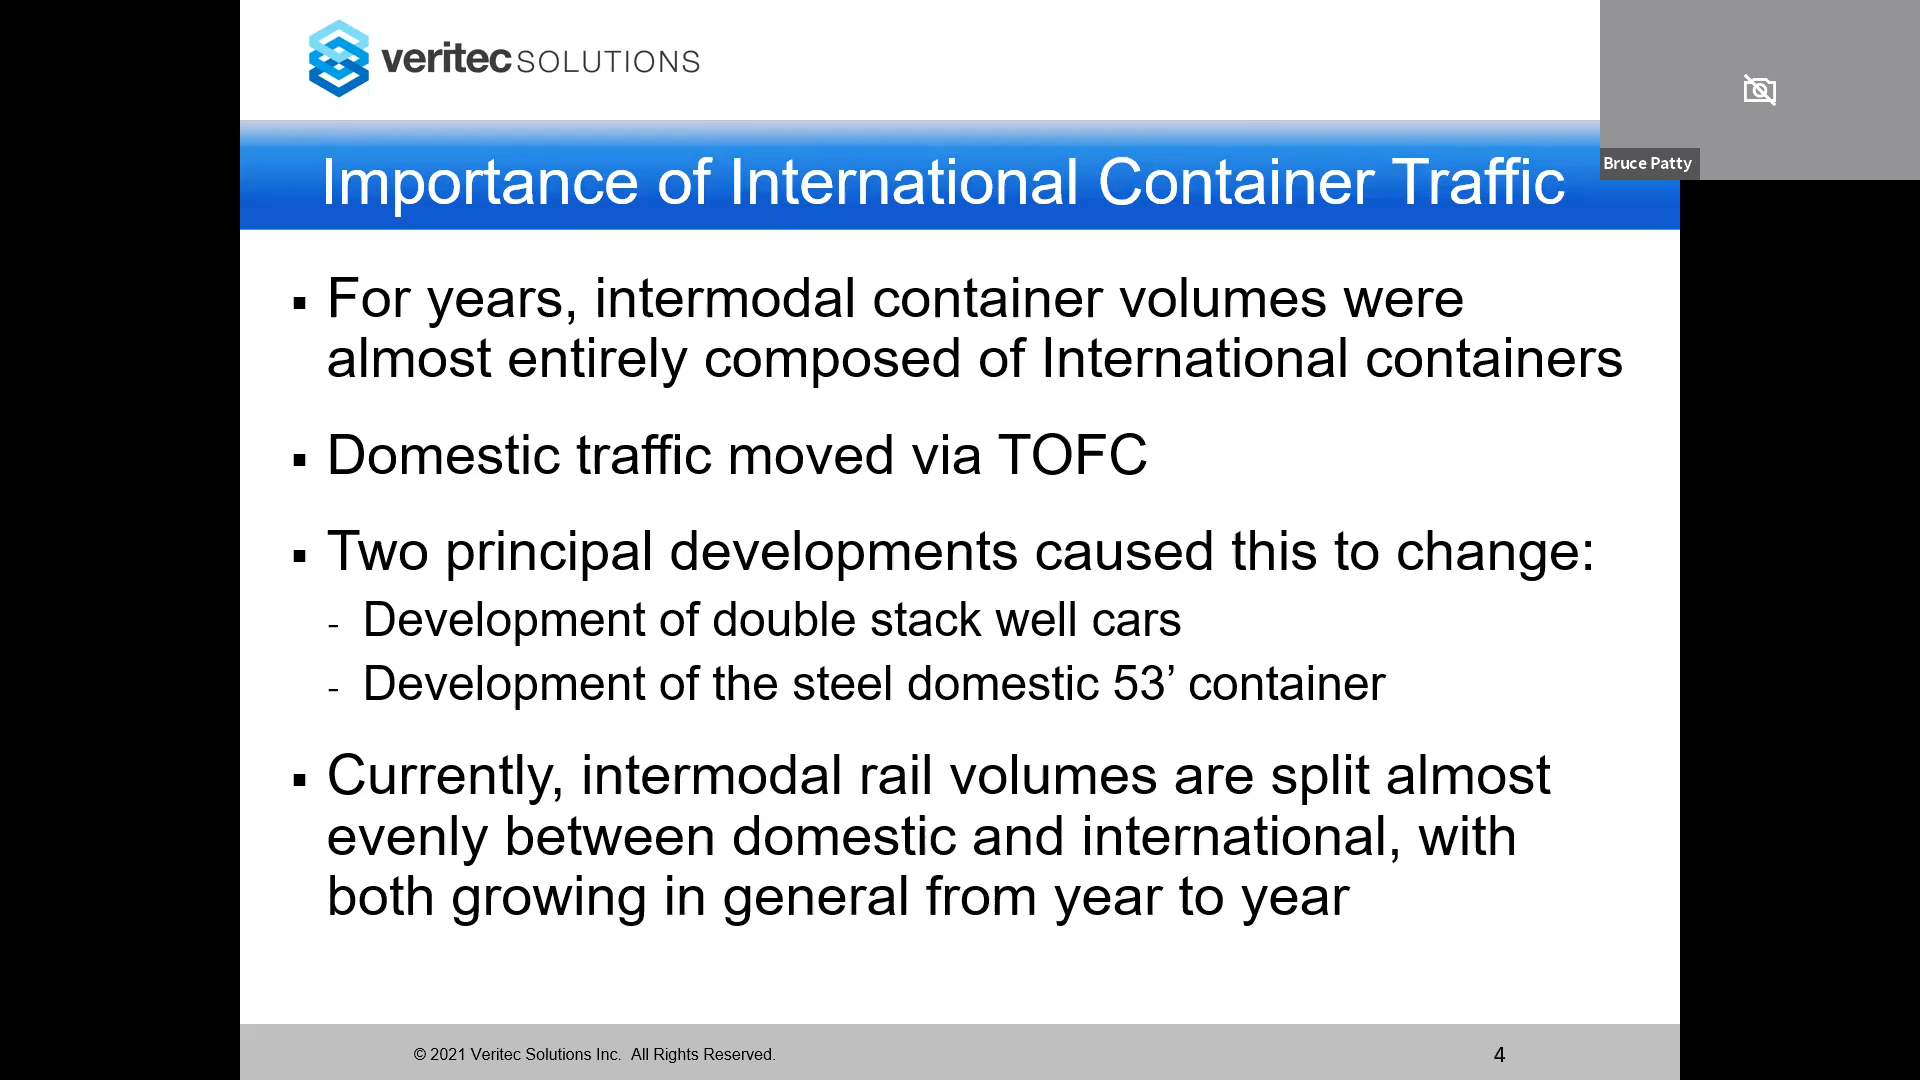 veritec SOLUTIONS
Bruce Patty
Importance of International Container Traffic
▪ For years, intermodal container volumes were
almost entirely composed of International containers
▪ Domestic traffic moved via TOFC
▪ Two principal developments caused this to change:
- Development of double stack well cars
- Development of the steel domestic 53’ container
▪ Currently, intermodal rail volumes are split almost
evenly between domestic and international, with
both growing in general from year to year
© 2021 Veritec Solutions Inc.  All Rights Reserved.
4